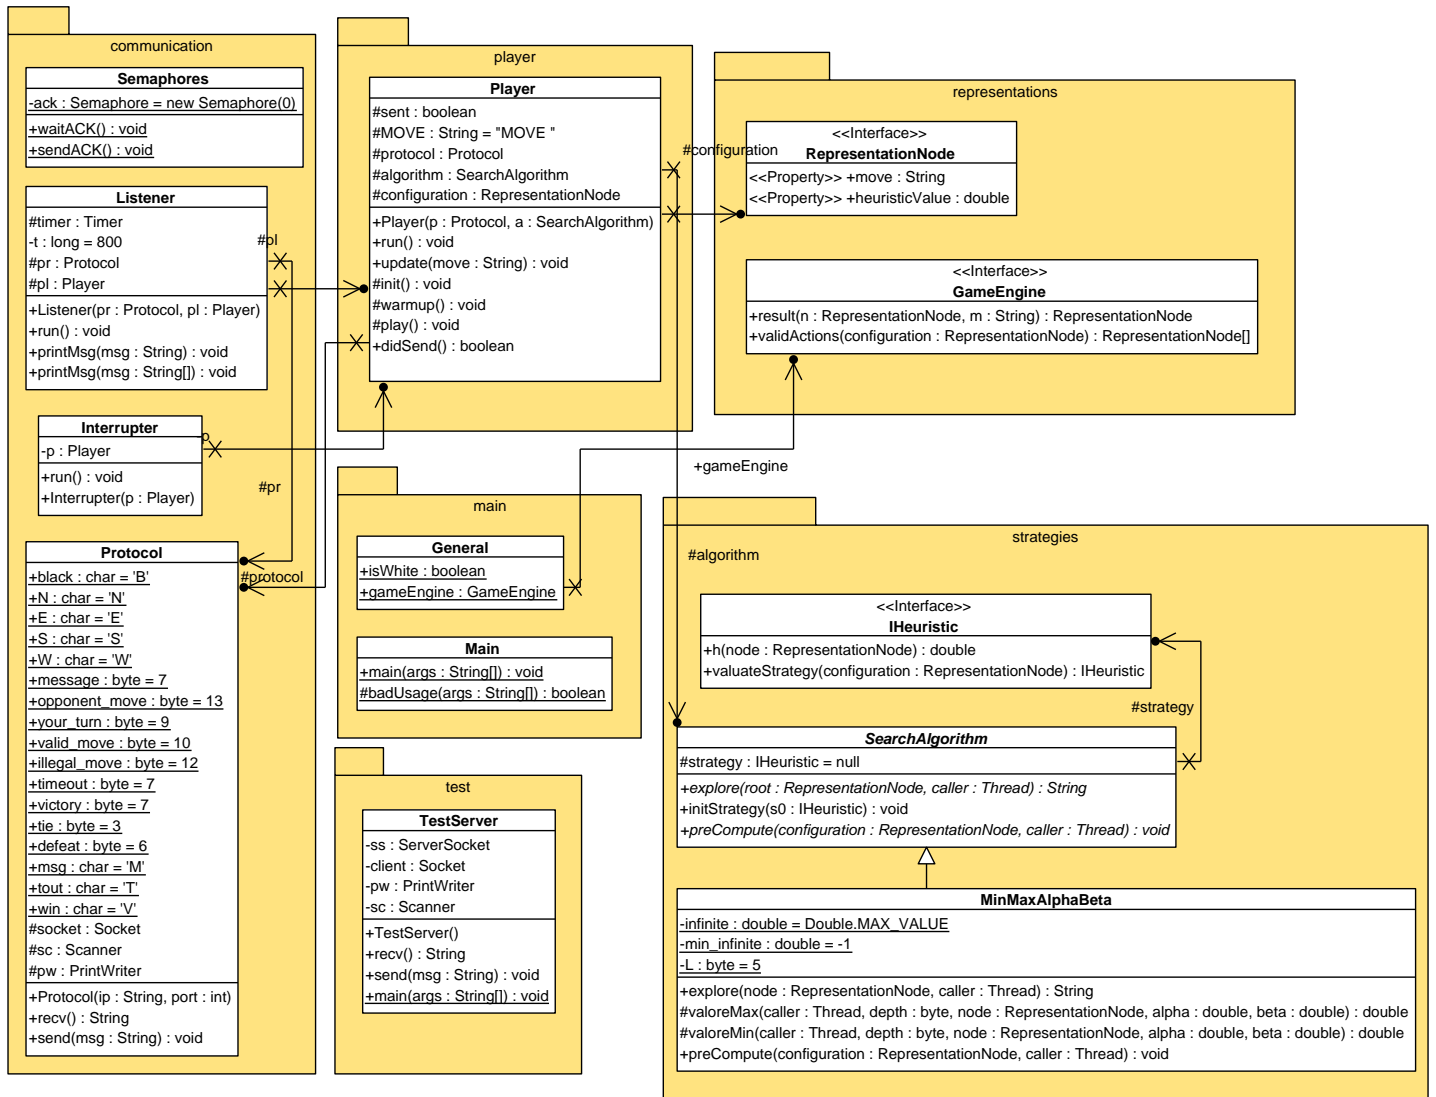 communication
Semaphores
-ack : Semaphore = new Semaphore(0)
+waitACK() : void
+sendACK() : void
Listener
#timer : Timer
-t : long = 800
#pr : Protocol
#pl : Player
+Listener(pr : Protocol, pl : Player)
+run() : void
+printMsg(msg : String) : void
+printMsg(msg : String[]) : void
#pl
Interrupter
-p : Player
+run() : void
+Interrupter(p : Player)
-p
#pr
Protocol
+black : char = 'B'
+N : char = 'N'
+E : char = 'E'
+S : char = 'S'
+W : char = 'W'
+message : byte = 7
+opponent_move : byte = 13
+your_turn : byte = 9
+valid_move : byte = 10
+illegal_move : byte = 12
+timeout : byte = 7
+victory : byte = 7
+tie : byte = 3
+defeat : byte = 6
+msg : char = 'M'
+tout : char = 'T'
+win : char = 'V'
#socket : Socket
#sc : Scanner
#pw : PrintWriter
+Protocol(ip : String, port : int)
+recv() : String
+send(msg : String) : void
#protocol
player
Player
#sent : boolean
#MOVE : String = "MOVE "
#protocol : Protocol
#algorithm : SearchAlgorithm
#configuration : RepresentationNode
+Player(p : Protocol, a : SearchAlgorithm)
+run() : void
+update(move : String) : void
#init() : void
#warmup() : void
#play() : void
+didSend() : boolean
#configuration
representations
<<Interface>>
RepresentationNode
<<Property>> +move : String
<<Property>> +heuristicValue : double
<<Interface>>
GameEngine
+result(n : RepresentationNode, m : String) : RepresentationNode
+validActions(configuration : RepresentationNode) : RepresentationNode[]
+gameEngine
main
General
+isWhite : boolean
+gameEngine : GameEngine
Main
+main(args : String[]) : void
#badUsage(args : String[]) : boolean
test
TestServer
-ss : ServerSocket
-client : Socket
-pw : PrintWriter
-sc : Scanner
+TestServer()
+recv() : String
+send(msg : String) : void
+main(args : String[]) : void
strategies
#algorithm
<<Interface>>
IHeuristic
+h(node : RepresentationNode) : double
+valuateStrategy(configuration : RepresentationNode) : IHeuristic
#strategy
SearchAlgorithm
#strategy : IHeuristic = null
+explore(root : RepresentationNode, caller : Thread) : String
+initStrategy(s0 : IHeuristic) : void
+preCompute(configuration : RepresentationNode, caller : Thread) : void
MinMaxAlphaBeta
-infinite : double = Double.MAX_VALUE
-min_infinite : double = -1
-L : byte = 5
+explore(node : RepresentationNode, caller : Thread) : String
#valoreMax(caller : Thread, depth : byte, node : RepresentationNode, alpha : double, beta : double) : double
#valoreMin(caller : Thread, depth : byte, node : RepresentationNode, alpha : double, beta : double) : double
+preCompute(configuration : RepresentationNode, caller : Thread) : void